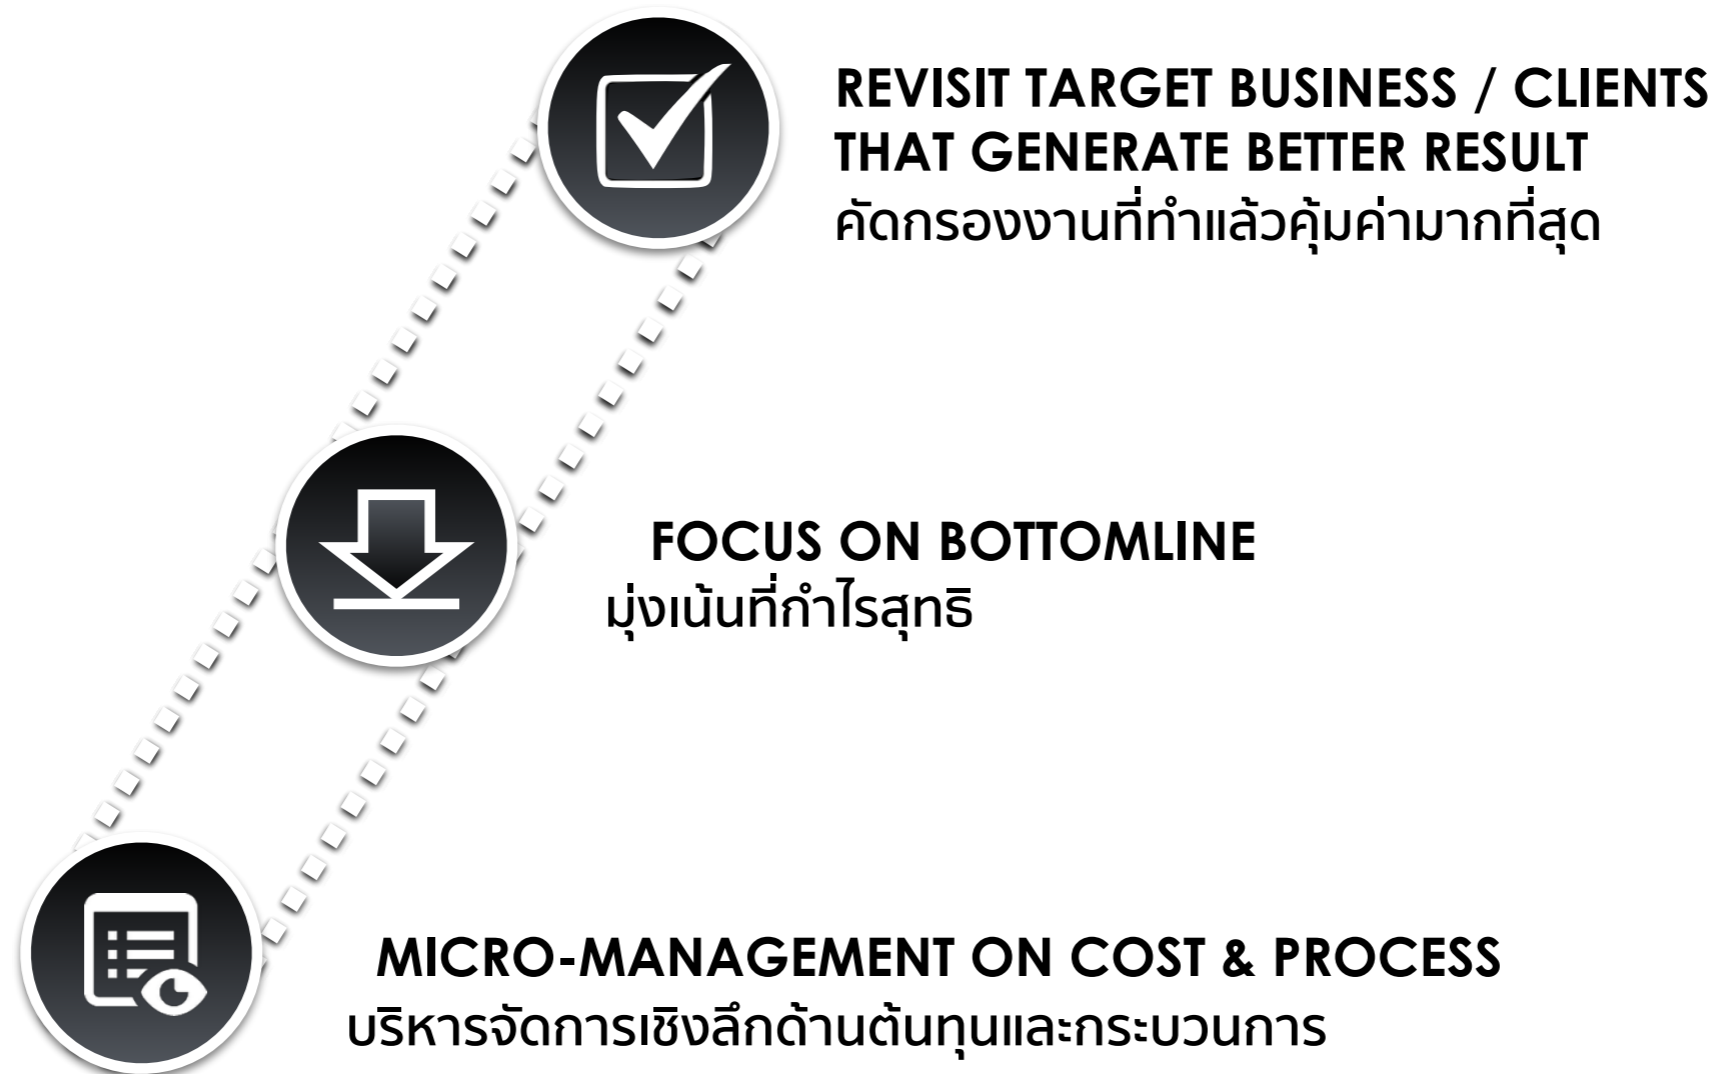 REVISIT TARGET BUSINESS / CLIENTS
THAT GENERATE BETTER RESULT
คัดกรองงานที่ทำแล้วคุ้มค่ามากที่สุด
FOCUS ON BOTTOMLINE
มุ่งเน้นที่กำไรสุทธิ
MICRO-MANAGEMENT ON COST & PROCESS
บริหารจัดการเชิงลึกด้านต้นทุนและกระบวนการ